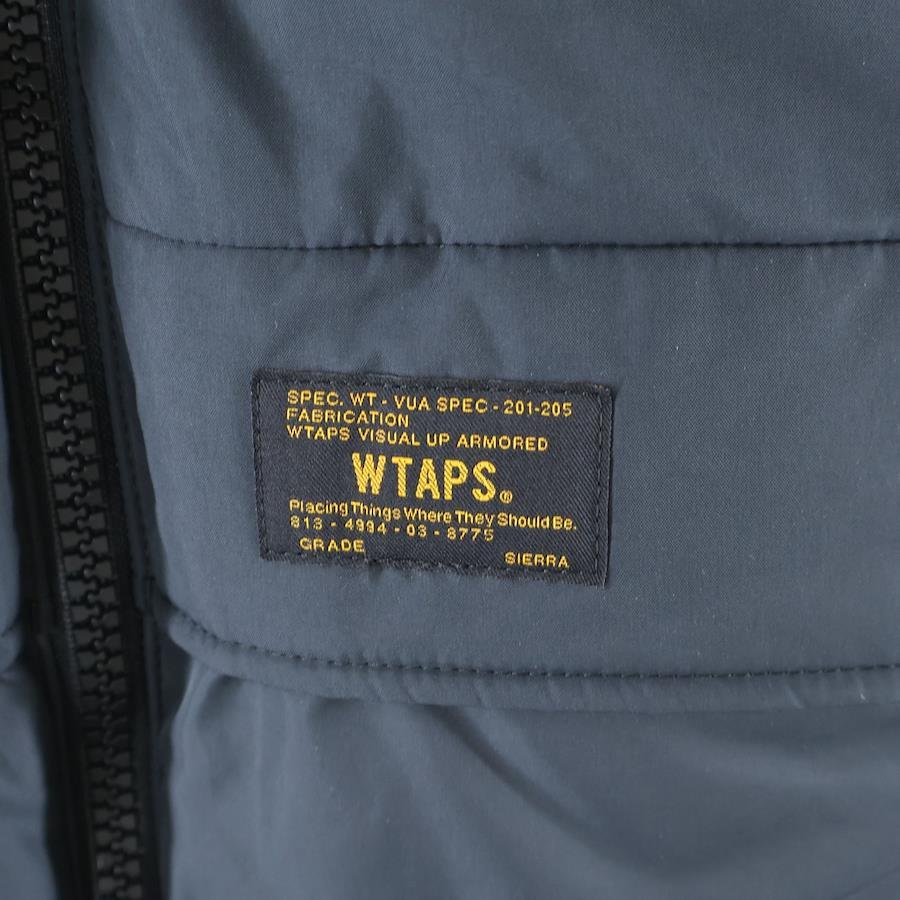 SPEC. WT - VUA SPEC - 201-205
FABRICATION
WTAPS VISUAL UP ARMORED
WTAPS®
Placing Things Where They Should Be.
813 - 4994 - 03 - 8775
GRADE SIERRA